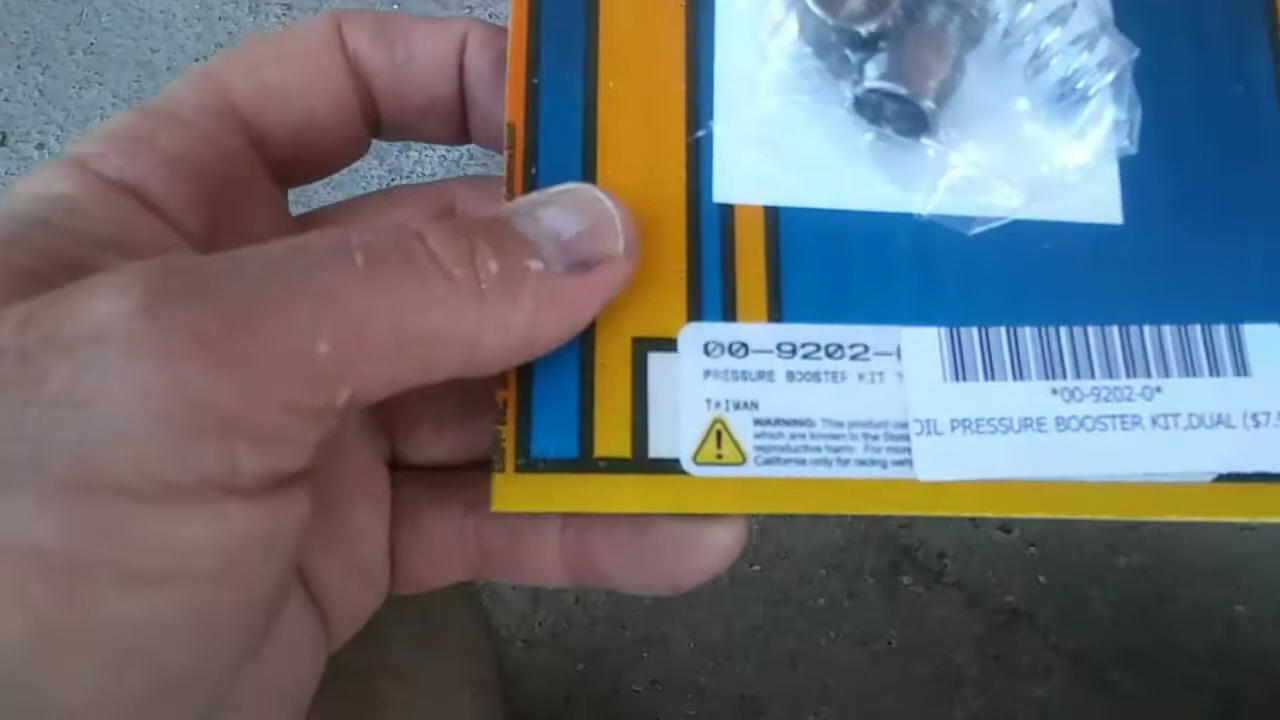 00-9202-
PRESSURE BOOSTER KIT
TAIWAN
WARNING: This product
which are known to the State
reproductive harm. For more
California only for racing
*00-9202-0*
OIL PRESSURE BOOSTER KIT,DUAL ($7.